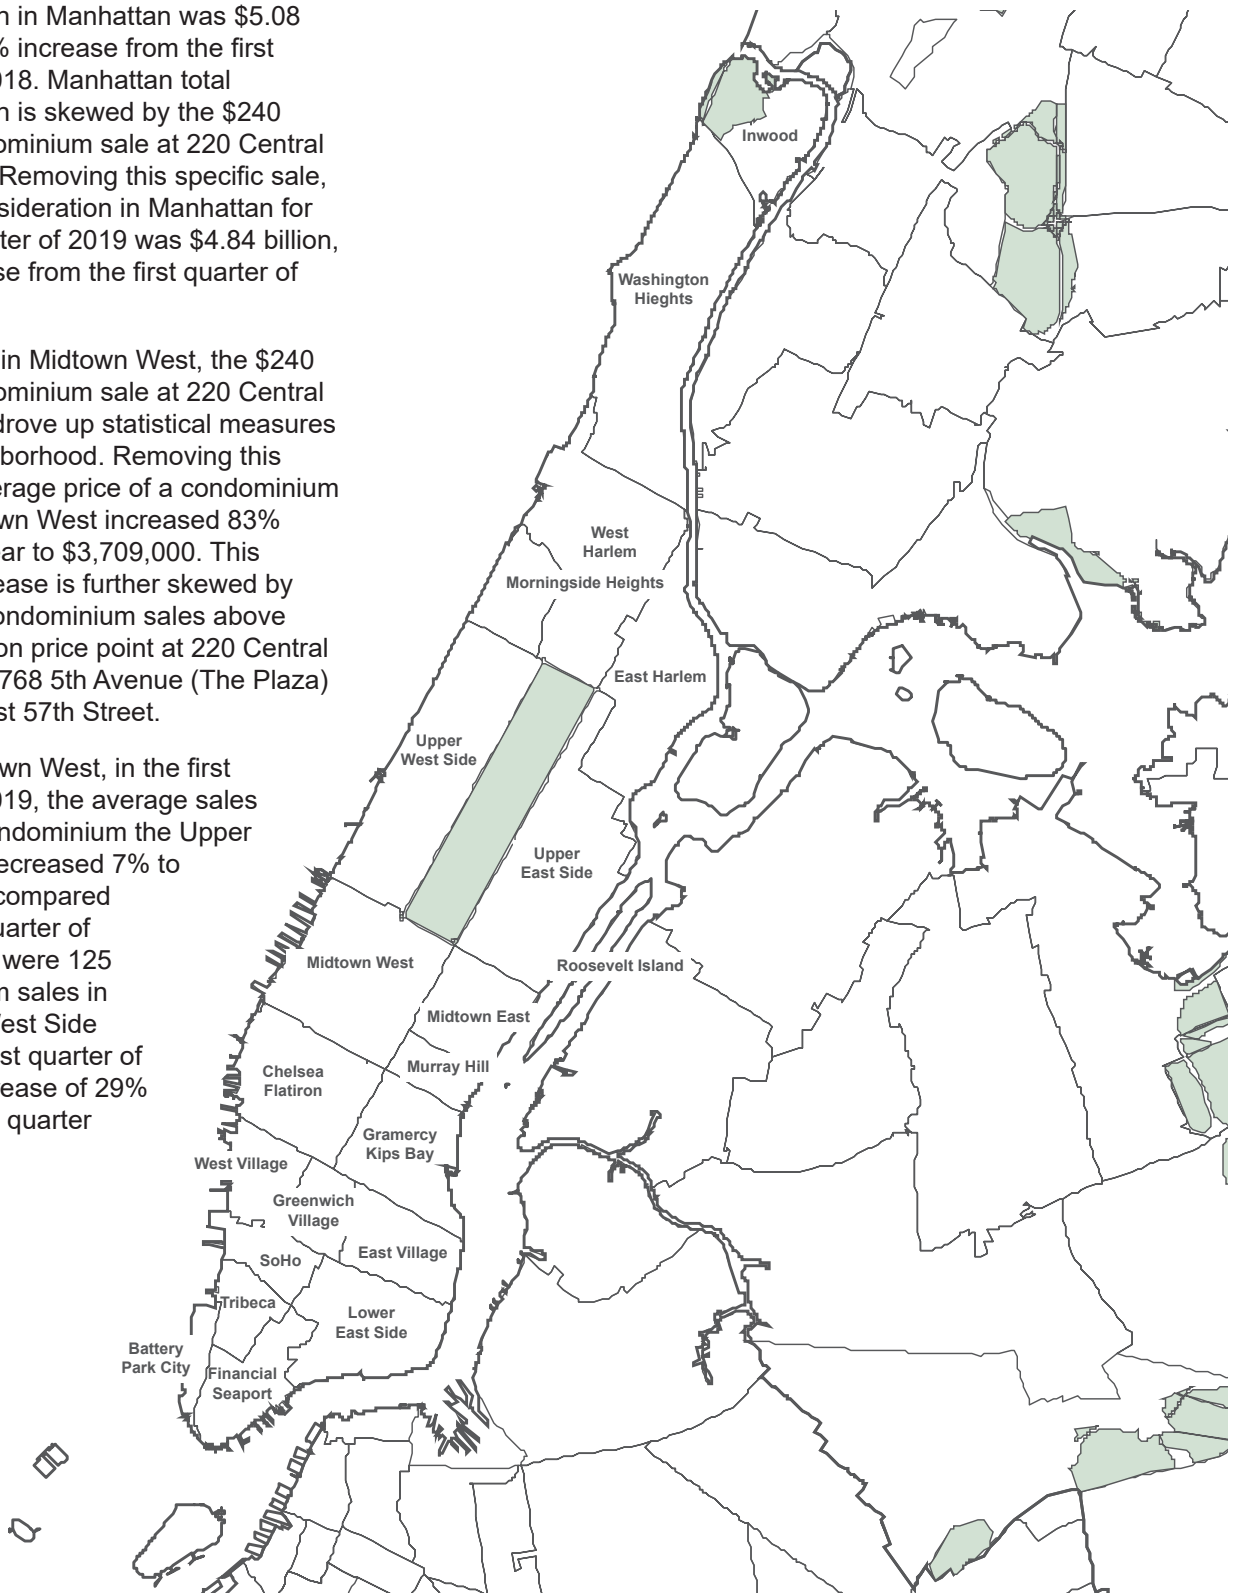 n in Manhattan was $5.08
% increase from the first
018. Manhattan total
n is skewed by the $240
ominium sale at 220 Central
Removing this specific sale,
sideration in Manhattan for
ter of 2019 was $4.84 billion,
se from the first quarter of
in Midtown West, the $240
ominium sale at 220 Central
drove up statistical measures
borhood. Removing this
erage price of a condominium
wn West increased 83%
ear to $3,709,000. This
ease is further skewed by
ondominium sales above
on price point at 220 Central
768 5th Avenue (The Plaza)
st 57th Street.
wn West, in the first
019, the average sales
ndominium the Upper
ecreased 7% to
compared
uarter of
were 125
n sales in
West Side
st quarter of
rease of 29%
quarter
Inwood
Washington
Hieghts
West
Harlem
Morningside Heights
East Harlem
Upper
West Side
Upper
East Side
Midtown West
Roosevelt Island
Midtown East
Murray Hill
Chelsea
Flatiron
Gramercy
Kips Bay
West Village
Greenwich
Village
East Village
SoHo
Tribeca
Lower
East Side
Battery
Park City
Financial
Seaport